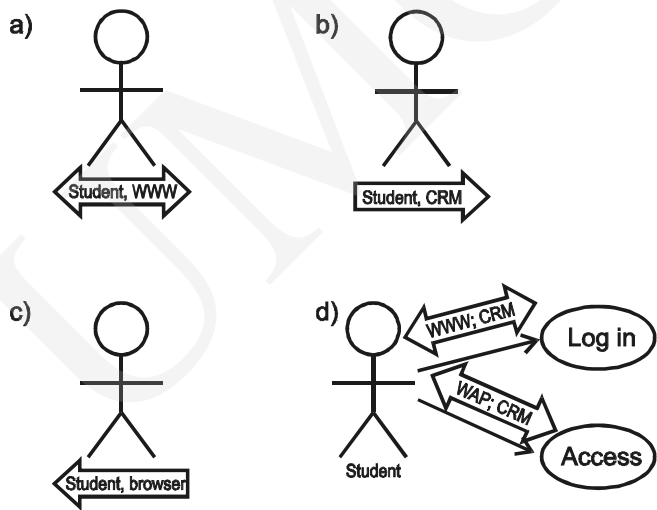 a)
b)
Student, WWW
Student, CRM
c)
d)
WWW; CRM
Log in
WAP; CRM
Student, browser
Student
Access